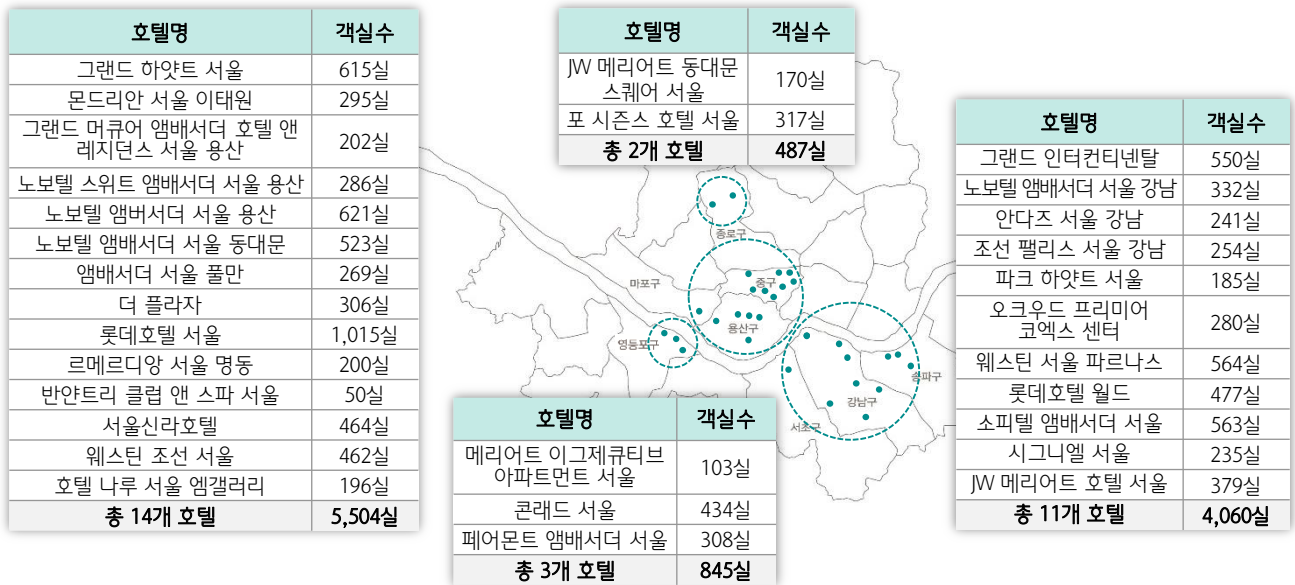 호텔명 객실수
그랜드 하얏트 서울 615실
몬드리안 서울 이태원 295실
그랜드 머큐어 앰배서더 호텔 앤
레지던스 서울 용산 202실
노보텔 스위트 앰배서더 서울 용산 286실
노보텔 앰버서더 서울 용산 621실
노보텔 앰배서더 서울 동대문 523실
앰배서더 서울 풀만 269실
더 플라자 306실
롯데호텔 서울 1,015실
르메르디앙 서울 명동 200실
반얀트리 클럽 앤 스파 서울 50실
서울신라호텔 464실
웨스틴 조선 서울 462실
호텔 나루 서울 엠갤러리 196실
총 14개 호텔 5,504실
호텔명 객실수
JW 메리어트 동대문
스퀘어 서울 170실
포 시즌스 호텔 서울 317실
총 2개 호텔 487실
종로구
마포구
중구
용산구
영등포구
송파구
강남구
서초구
호텔명 객실수
메리어트 이그제큐티브
아파트먼트 서울 103실
콘래드 서울 434실
페어몬트 앰배서더 서울 308실
총 3개 호텔 845실
호텔명 객실수
그랜드 인터컨티넨탈 550실
노보텔 앰배서더 서울 강남 332실
안다즈 서울 강남 241실
조선 팰리스 서울 강남 254실
파크 하얏트 서울 185실
오크우드 프리미어
코엑스 센터 280실
웨스틴 서울 파르나스 564실
롯데호텔 월드 477실
소피텔 앰배서더 서울 563실
시그니엘 서울 235실
JW 메리어트 호텔 서울 379실
총 11개 호텔 4,060실